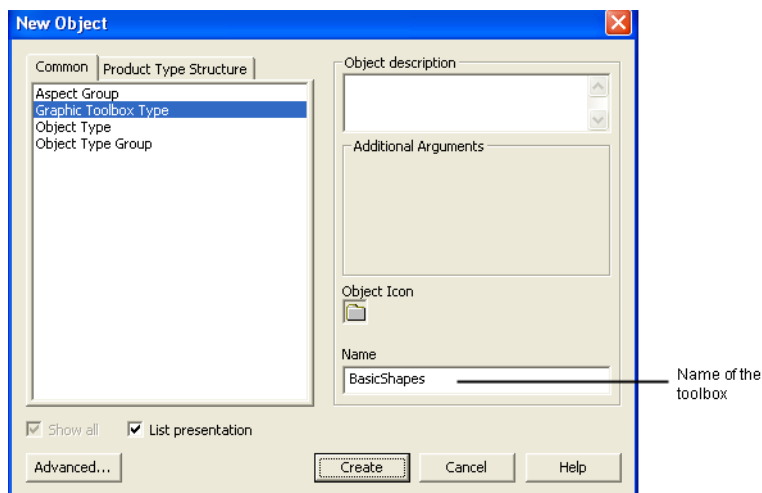 New Object
Common
Product Type Structure
Aspect Group
Graphic Toolbox Type
Object Type
Object Type Group
Object description
Additional Arguments
Object Icon
Name
BasicShapes
Name of the
toolbox
Show all
List presentation
Advanced...
Create
Cancel
Help